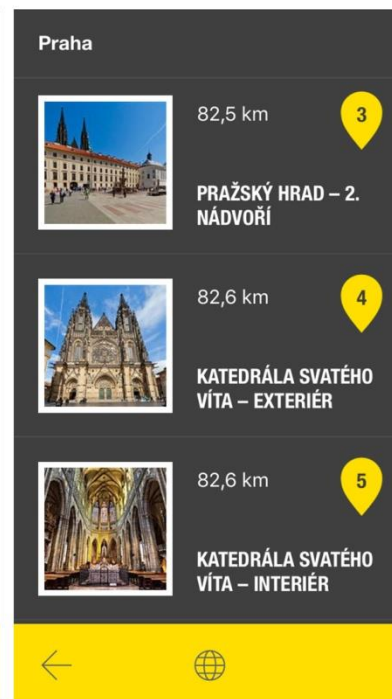 Praha
82,5 km
3
PRAŽSKÝ HRAD – 2.
NÁDVOŘÍ
82,6 km
4
KATEDRÁLA SVATÉHO
VÍTA – EXTERIÉR
82,6 km
5
KATEDRÁLA SVATÉHO
VÍTA – INTERIÉR